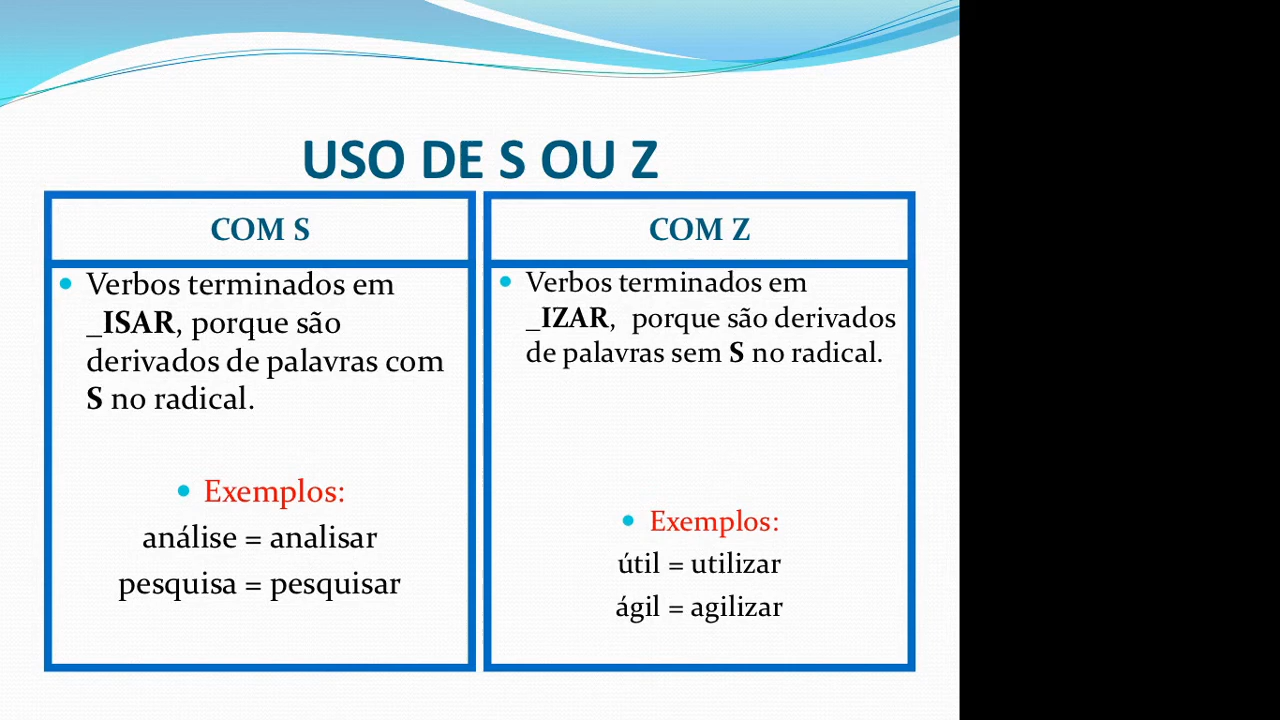 USO DE S OU Z
COM S
Verbos terminados em
_ISAR, porque são
derivados de palavras com
S no radical.
Exemplos:
análise = analisar
pesquisa = pesquisar
COM Z
Verbos terminados em
_IZAR, porque são derivados
de palavras sem S no radical.
Exemplos:
útil = utilizar
ágil = agilizar